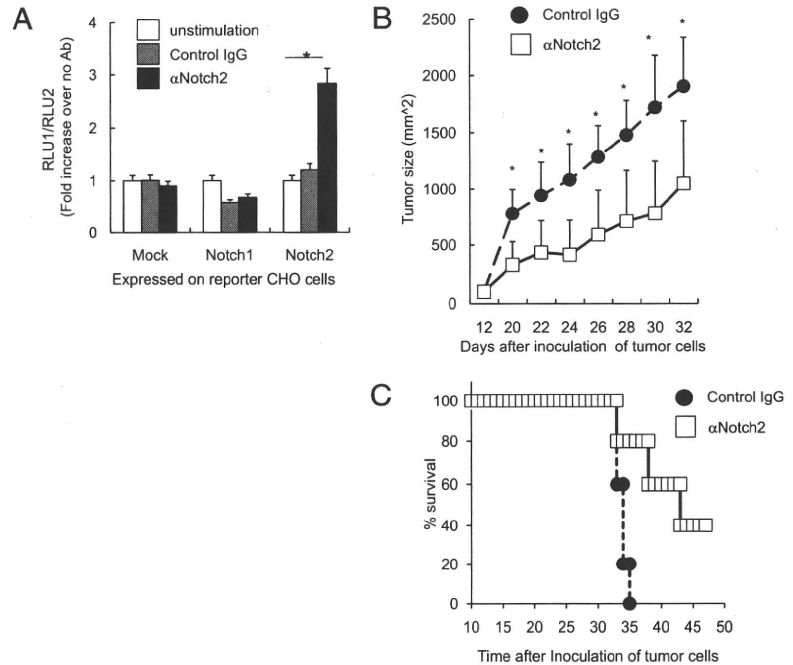 A
4
3
2
1
0
RLU1/RLU2
(Fold increase over no Ab)
unstimulation
Control IgG
αNotch2
*
Mock Notch1 Notch2
Expressed on reporter CHO cells
B
2500
2000
1500
1000
500
0
Tumor size (mm^2)
Control IgG
αNotch2
* * * * * * *
12 20 22 24 26 28 30 32
Days after inoculation of tumor cells
C
100
80
60
40
20
0
% survival
Control IgG
αNotch2
10 15 20 25 30 35 40 45 50
Time after Inoculation of tumor cells